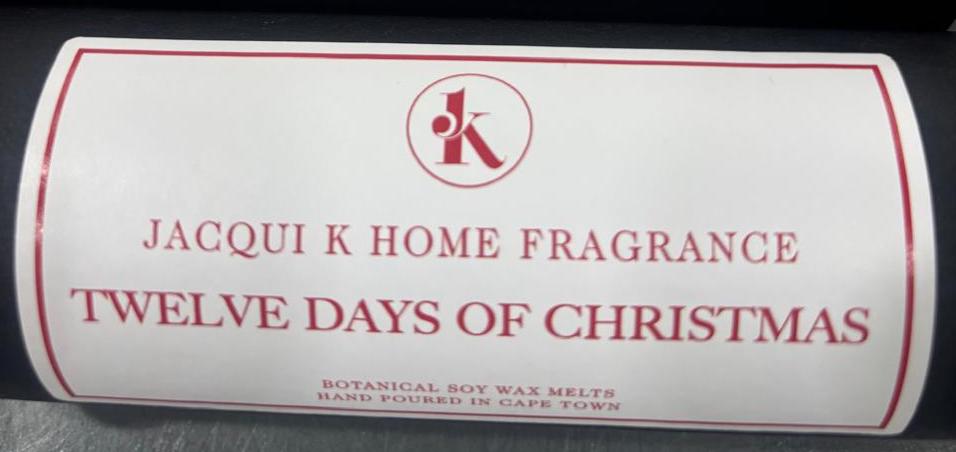 JK
JACQUI K HOME FRAGRANCE
TWELVE DAYS OF CHRISTMAS
BOTANICAL SOY WAX MELTS
HAND POURED IN CAPE TOWN